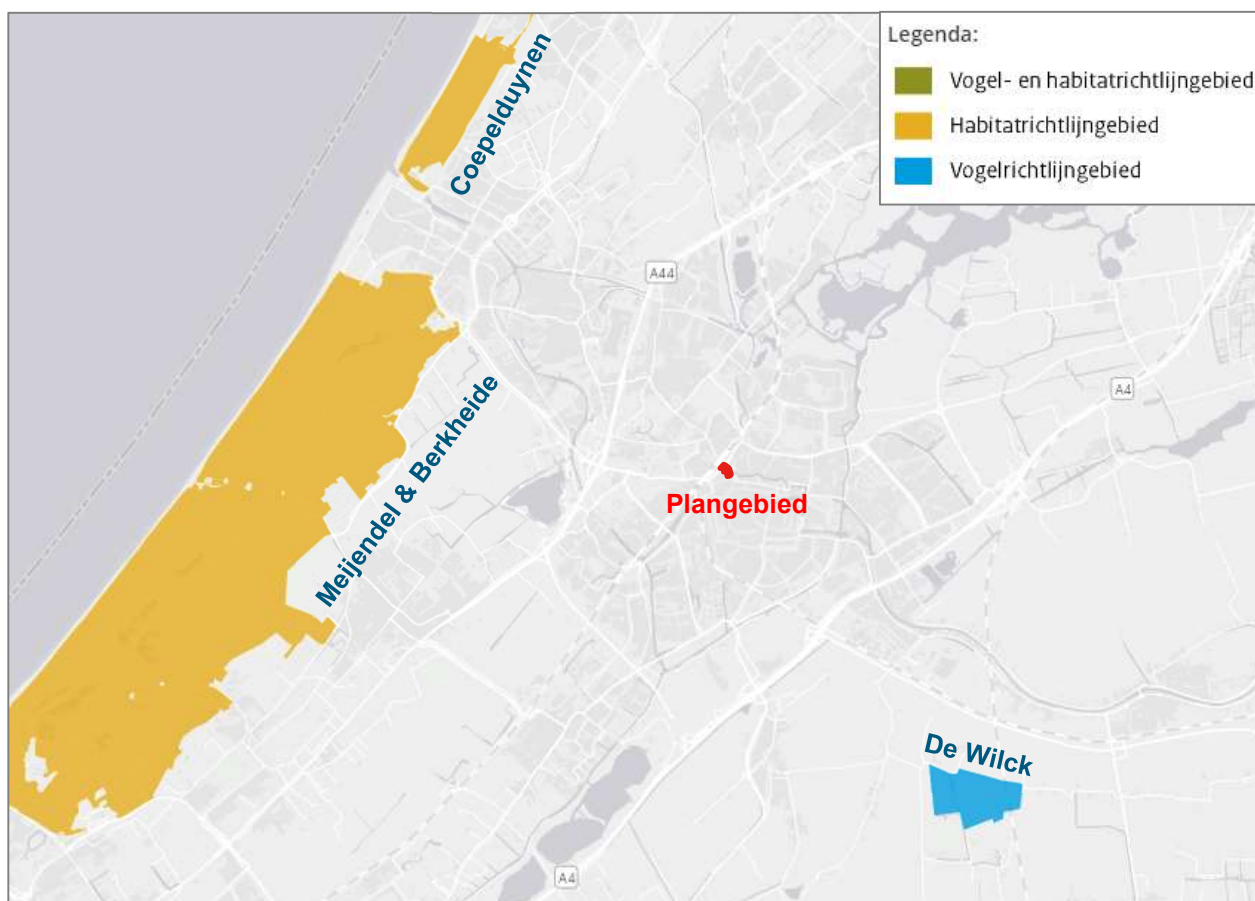 Legenda:
Vogel- en habitatrichtlijngebied
Habitatrichtlijngebied
Vogelrichtlijngebied
Coepelduynen
A44
A4
Meijendel & Berkheide
Plangebied
De Wilck
A4